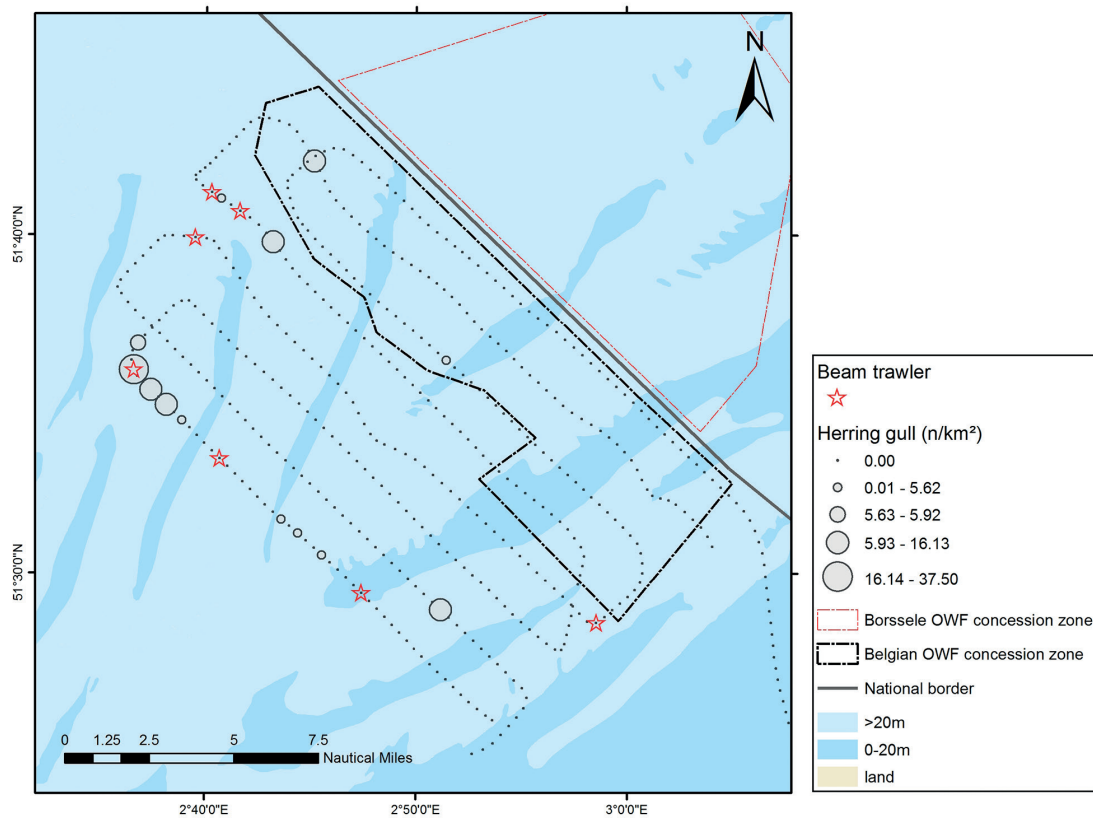 N
51°40'0"N
51°30'0"N
0 1.25 2.5 5 7.5
Nautical Miles
2°40'0"E 2°50'0"E 3°0'0"E
Beam trawler
Herring gull (n/km²)
0.00
0.01 - 5.62
5.63 - 5.92
5.93 - 16.13
16.14 - 37.50
Borssele OWF concession zone
Belgian OWF concession zone
National border
>20m
0-20m
land